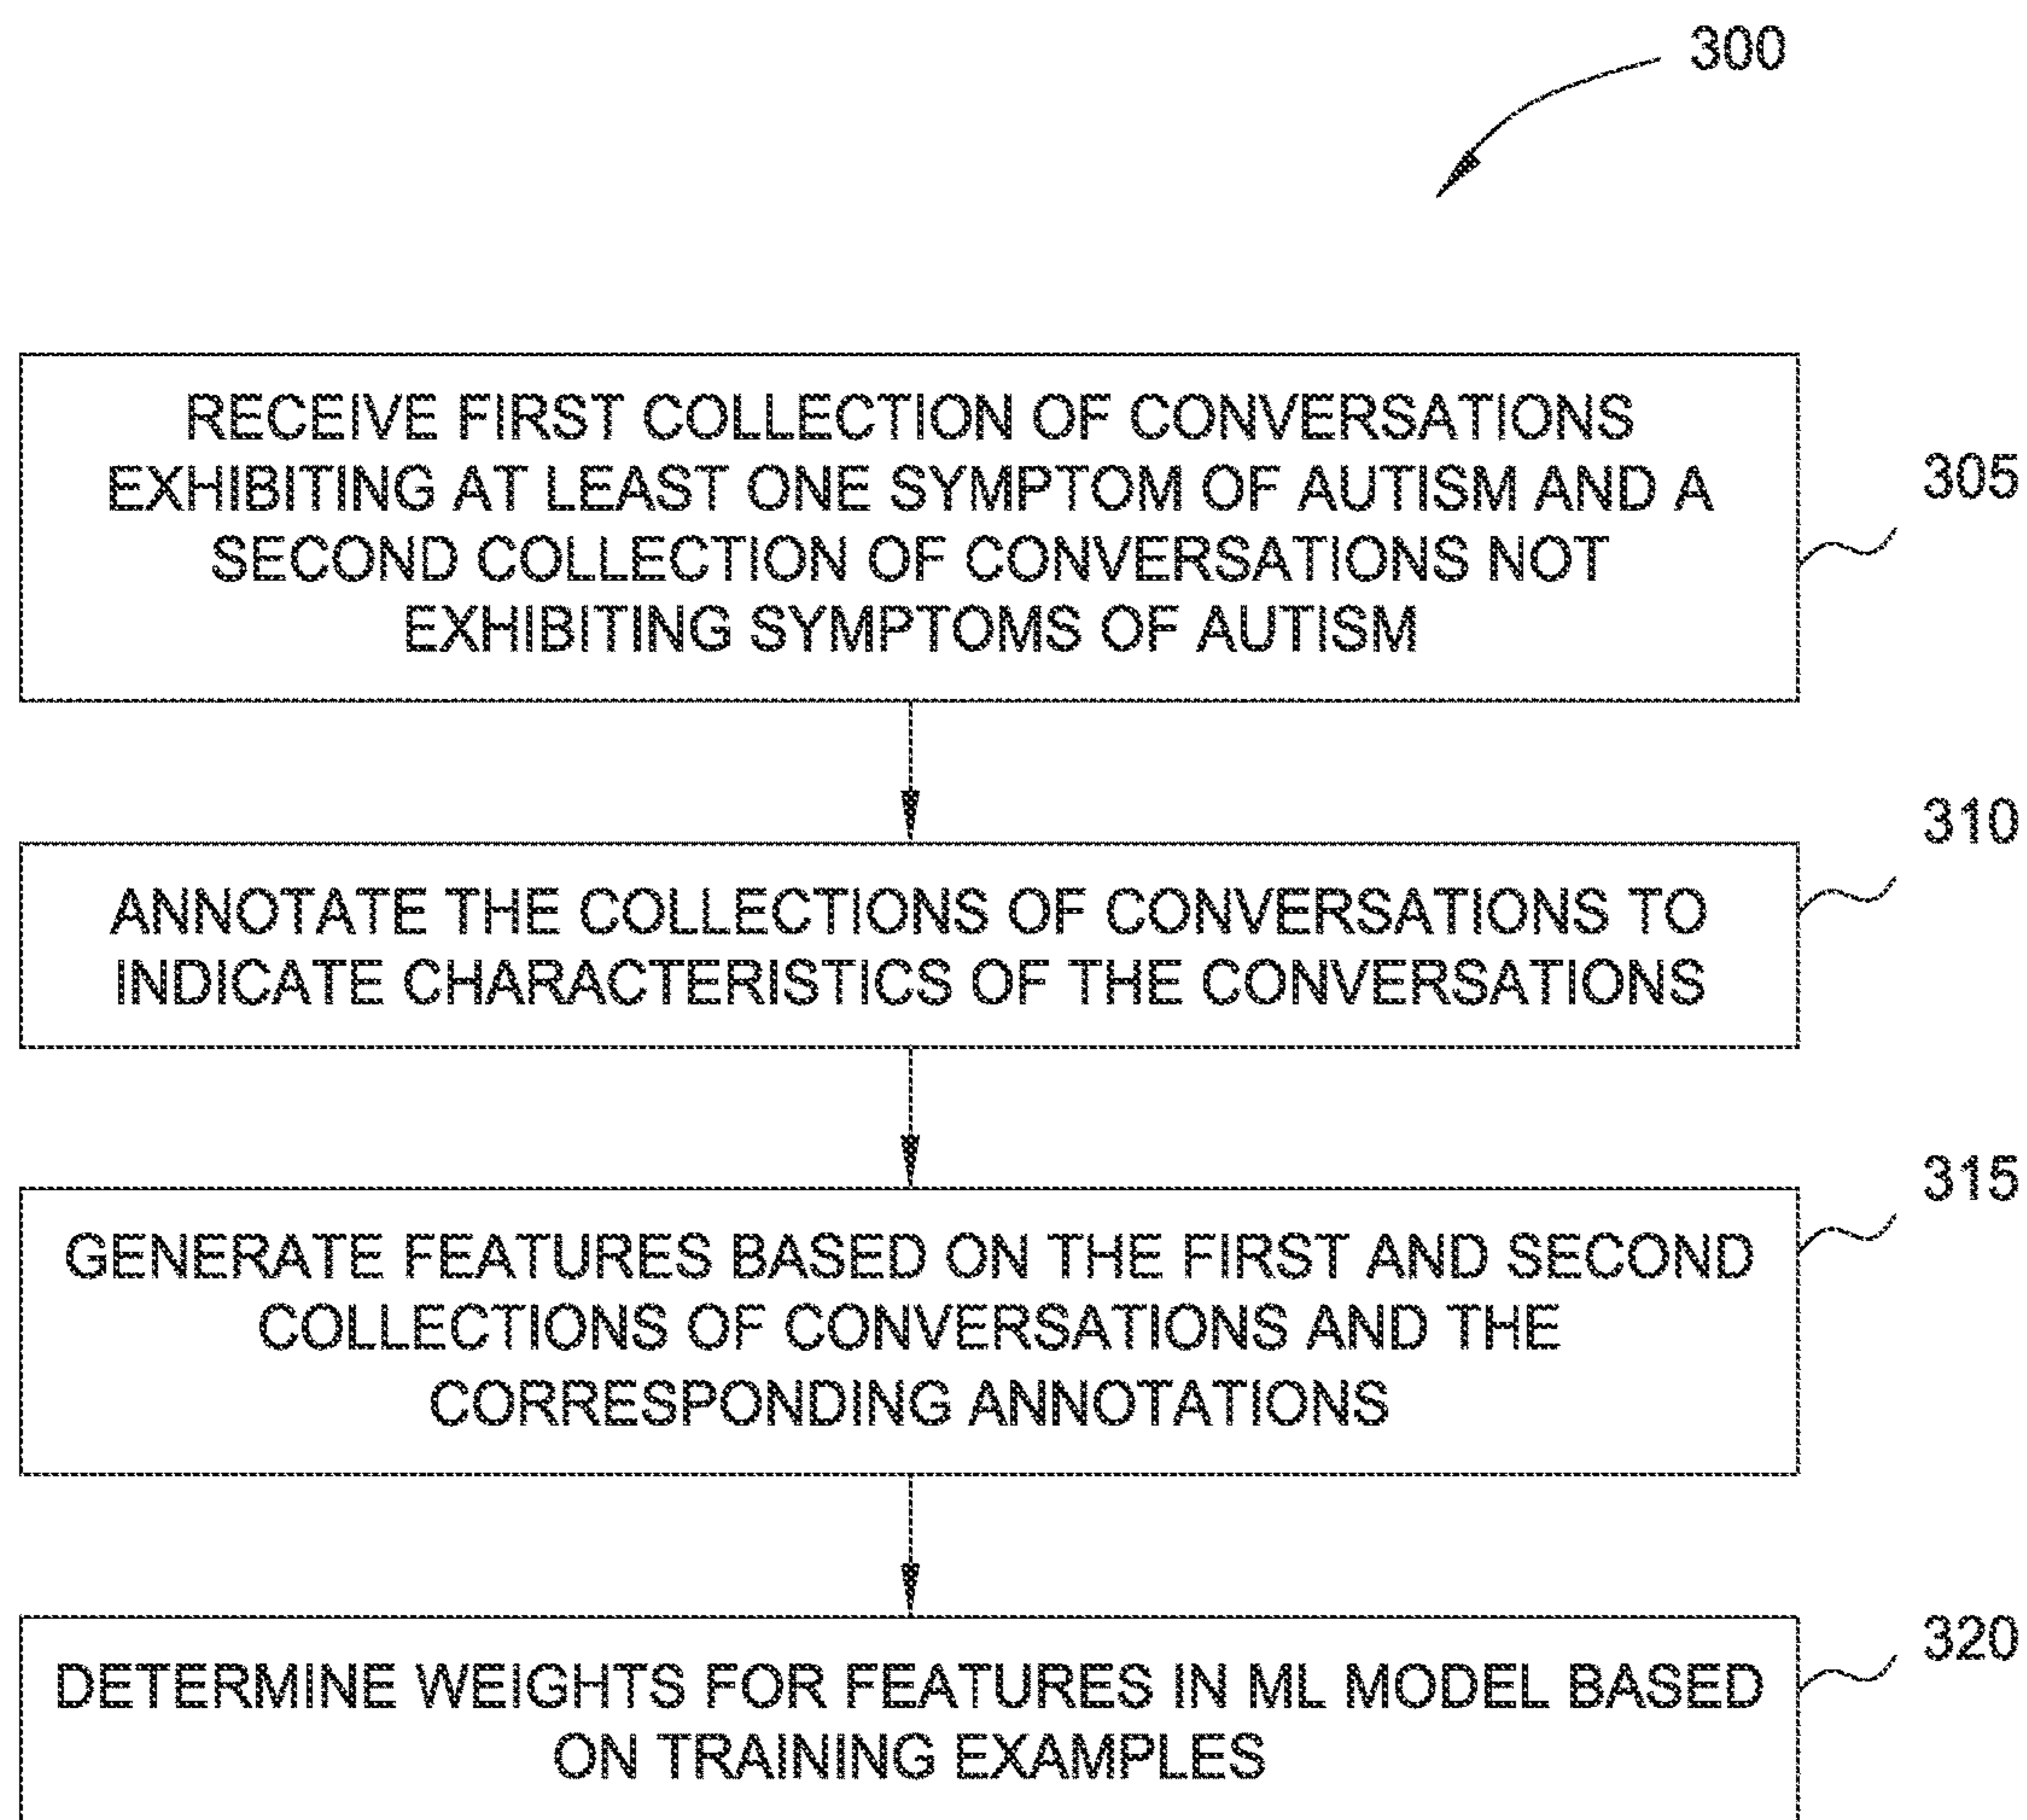 300
RECEIVE FIRST COLLECTION OF CONVERSATIONS
EXHIBITING AT LEAST ONE SYMPTOM OF AUTISM AND A
SECOND COLLECTION OF CONVERSATIONS NOT
EXHIBITING SYMPTOMS OF AUTISM
305
ANNOTATE THE COLLECTIONS OF CONVERSATIONS TO
INDICATE CHARACTERISTICS OF THE CONVERSATIONS
310
GENERATE FEATURES BASED ON THE FIRST AND SECOND
COLLECTIONS OF CONVERSATIONS AND THE
CORRESPONDING ANNOTATIONS
315
DETERMINE WEIGHTS FOR FEATURES IN ML MODEL BASED
ON TRAINING EXAMPLES
320